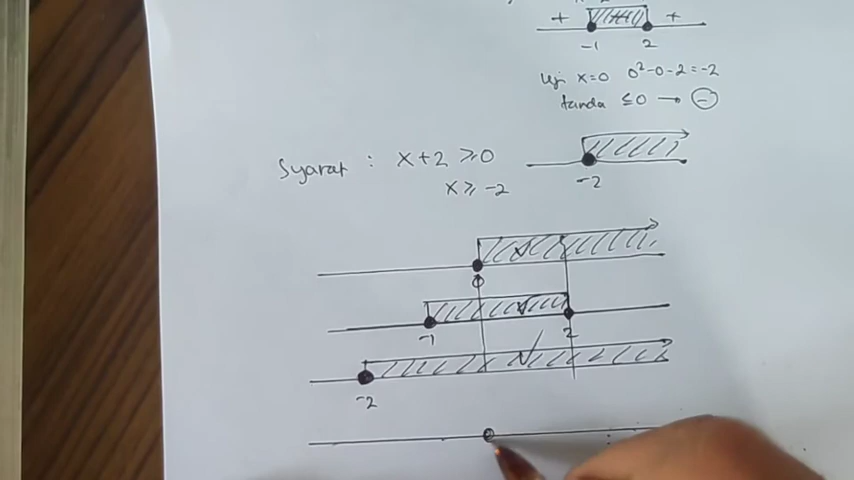 + +
-1 2
Uji x=0 0²-0-2=-2
tanda ≤0 → ⊖
Syarat : x+2 ≥0
x ≥ -2
-2
0
-1 2
-2